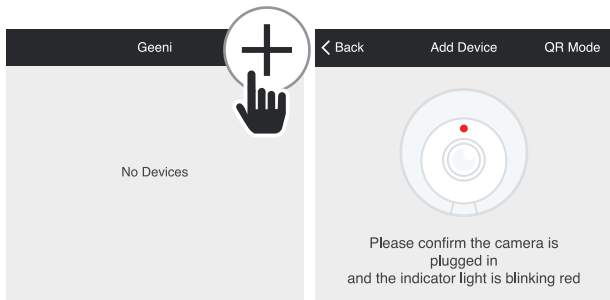 Geeni
No Devices
Back
Add Device
QR Mode
Please confirm the camera is
plugged in
and the indicator light is blinking red